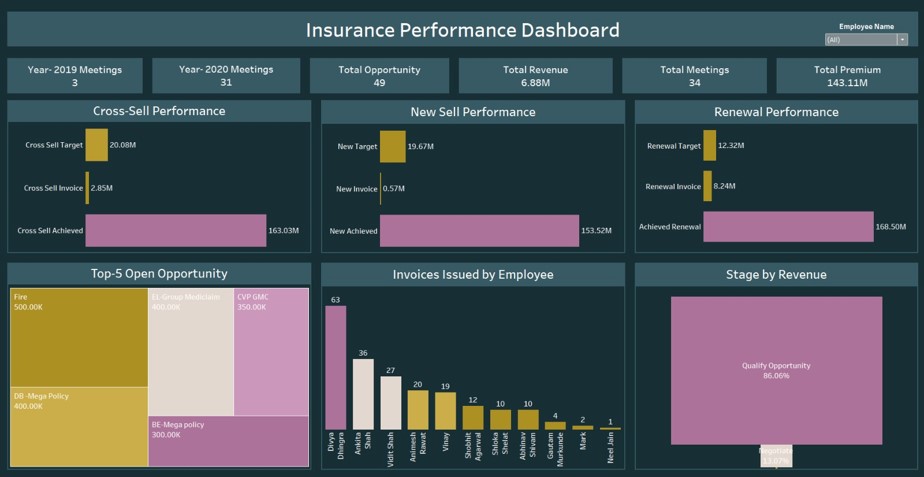 Insurance Performance Dashboard
Employee Name
(All)
Year- 2019 Meetings
3
Year- 2020 Meetings
31
Total Opportunity
49
Total Revenue
6.88M
Total Meetings
34
Total Premium
143.11M
Cross-Sell Performance
Cross Sell Target
20.08M
Cross Sell Invoice
2.85M
Cross Sell Achieved
163.03M
New Sell Performance
New Target
19.67M
New Invoice
0.57M
New Achieved
153.52M
Renewal Performance
Renewal Target
12.32M
Renewal Invoice
8.24M
Achieved Renewal
168.50M
Top-5 Open Opportunity
Fire
500.00K
EL-Group Mediclaim
400.00K
CVP GMC
350.00K
DB -Mega Policy
400.00K
BE-Mega policy
300.00K
Invoices Issued by Employee
63
36
27
20
19
12
10
10
4
2
1
Divya
Dhingra
Ankita
Shah
Vidit Shah
Animesh
Rawat
Vinay
Shobhit
Agarwal
Shloka
Shelat
Abhinav
Shivam
Gautam
Murkunde
Mark
Neel Jain
Stage by Revenue
Qualify Opportunity
86.06%
Negotiate